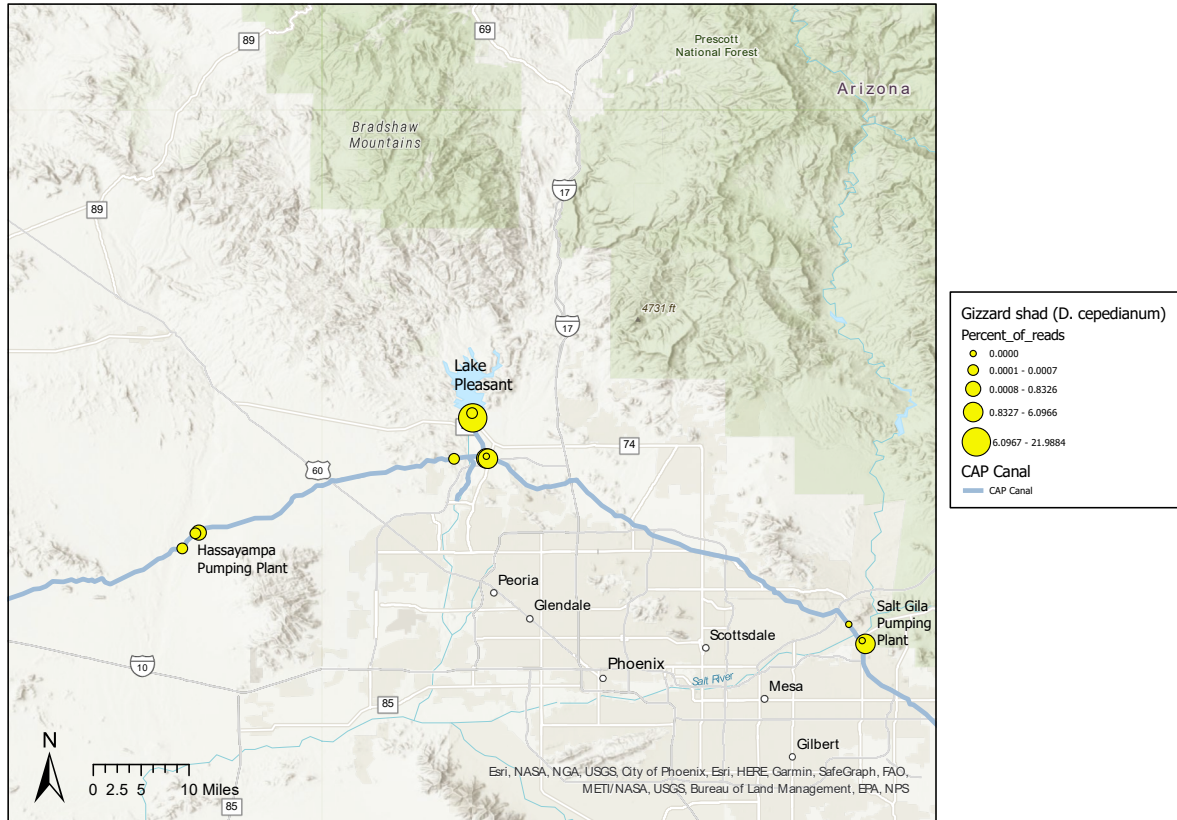 89
69
Prescott
National Forest
Arizona
Bradshaw
Mountains
17
89
4731 ft
17
Lake
Pleasant
74
60
Hassayampa
Pumping Plant
Peoria
Glendale
Salt Gila
Pumping
Plant
Scottsdale
10
Phoenix
Salt River
Mesa
85
N
Gilbert
0 2.5 5 10 Miles
85
Esri, NASA, NGA, USGS, City of Phoenix, Esri, HERE, Garmin, SafeGraph, FAO,
METI/NASA, USGS, Bureau of Land Management, EPA, NPS
Gizzard shad (D. cepedianum)
Percent_of_reads
0.0000
0.0001 - 0.0007
0.0008 - 0.8326
0.8327 - 6.0966
6.0967 - 21.9884
CAP Canal
CAP Canal